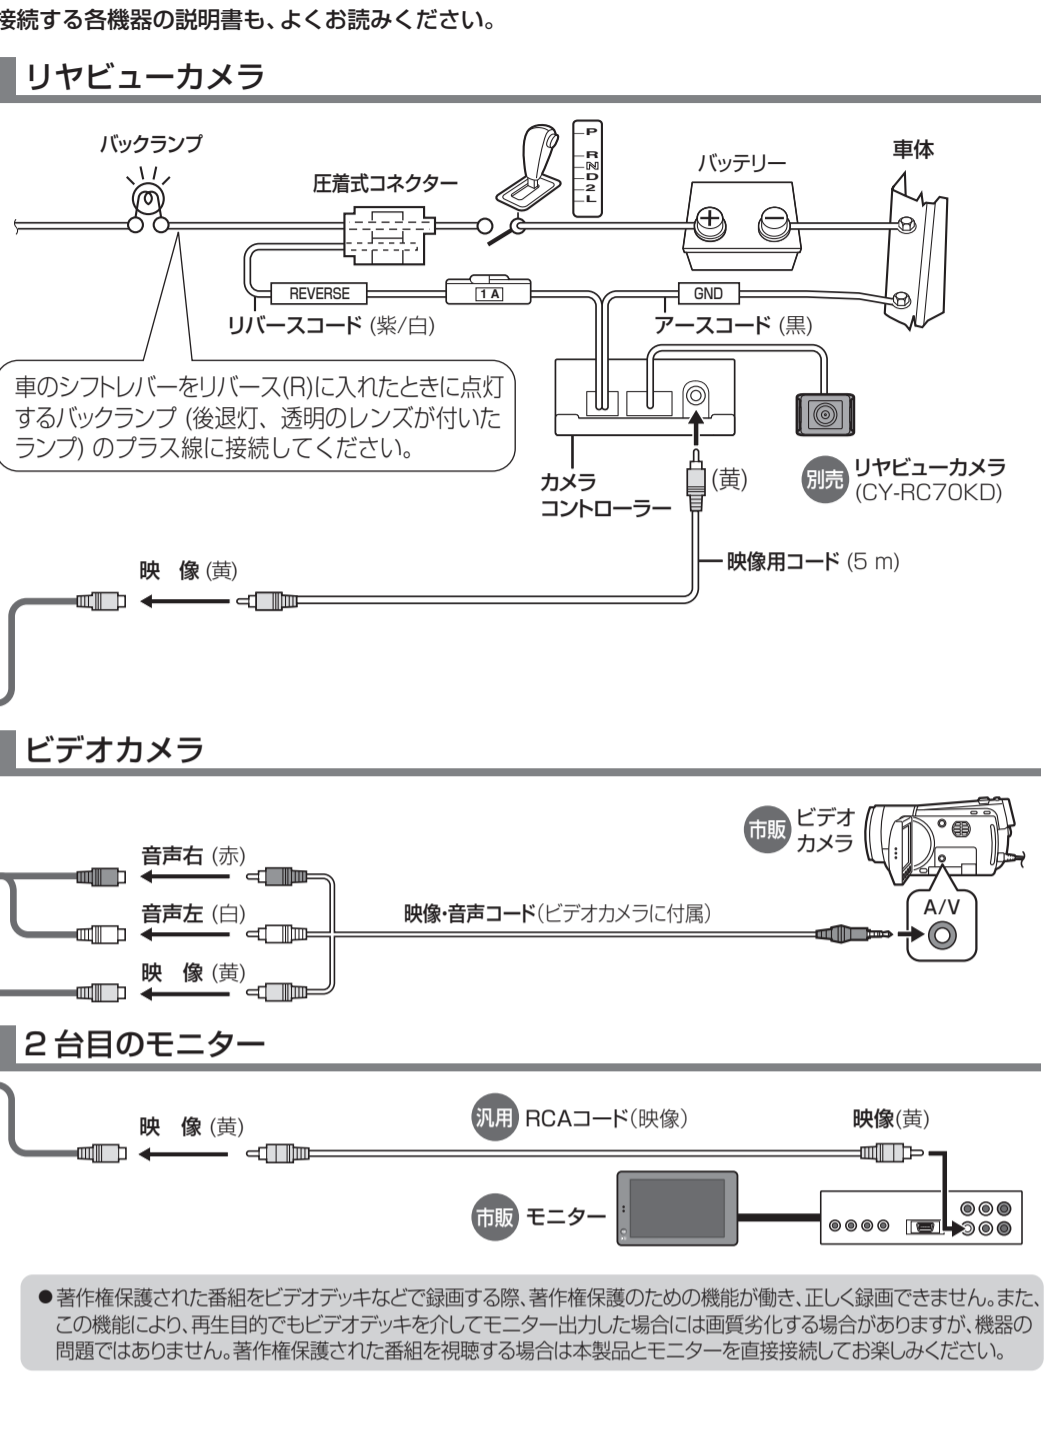 接続する各機器の説明書も、よくお読みください。
リヤビューカメラ
バックランプ
圧着式コネクター
P
R
N
D
2
L
バッテリー
車体
REVERSE
1 A
GND
リバースコード (紫/白)
アースコード (黒)
車のシフトレバーをリバース(R)に入れたときに点灯
するバックランプ (後退灯、透明のレンズが付いた
ランプ) のプラス線に接続してください。
カメラ
コントローラー
(黄)
別売 リヤビューカメラ
(CY-RC70KD)
映像用コード (5 m)
映 像 (黄)
ビデオカメラ
市販 ビデオ
カメラ
音声右 (赤)
音声左 (白)
映 像 (黄)
映像・音声コード(ビデオカメラに付属)
A/V
2 台目のモニター
映 像 (黄)
汎用 RCAコード(映像)
映像(黄)
市販 モニター
●著作権保護された番組をビデオデッキなどで録画する際、著作権保護のための機能が働き、正しく録画できません。また、
この機能により、再生目的でもビデオデッキを介してモニター出力した場合には画質劣化する場合がありますが、機器の
問題ではありません。著作権保護された番組を視聴する場合は本製品とモニターを直接接続してお楽しみください。